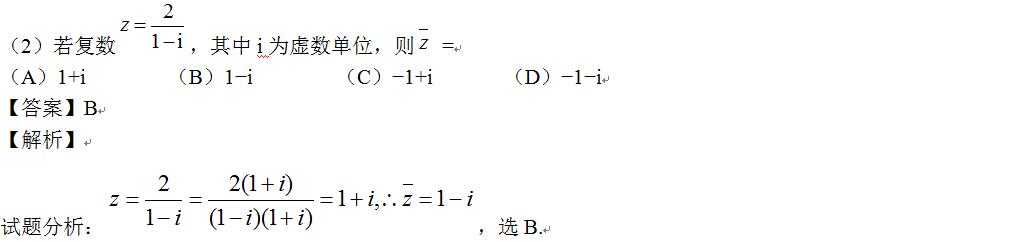 （2）若复数 z = 2/(1−i)，其中 i 为虚数单位，则 z̄ =
（A）1+i （B）1−i （C）−1+i （D）−1−i
【答案】B
【解析】
试题分析：z = 2/(1−i) = 2(1+i)/((1−i)(1+i)) = 1+i,∴ z̄ = 1−i，选 B.